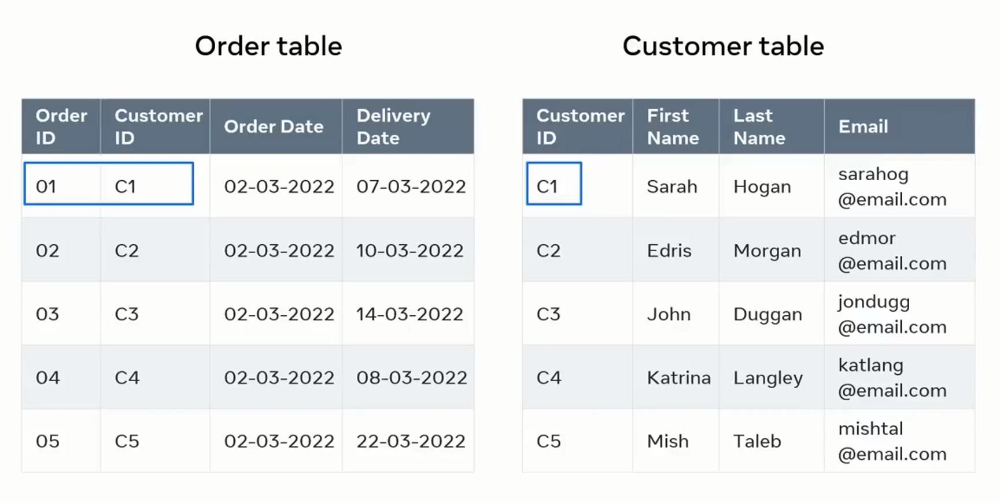 Order table
Order ID Customer ID Order Date Delivery Date
01 C1 02-03-2022 07-03-2022
02 C2 02-03-2022 10-03-2022
03 C3 02-03-2022 14-03-2022
04 C4 02-03-2022 08-03-2022
05 C5 02-03-2022 22-03-2022
Customer table
Customer ID First Name Last Name Email
C1 Sarah Hogan sarahog
@email.com
C2 Edris Morgan edmor
@email.com
C3 John Duggan jondugg
@email.com
C4 Katrina Langley katlang
@email.com
C5 Mish Taleb mishtal
@email.com